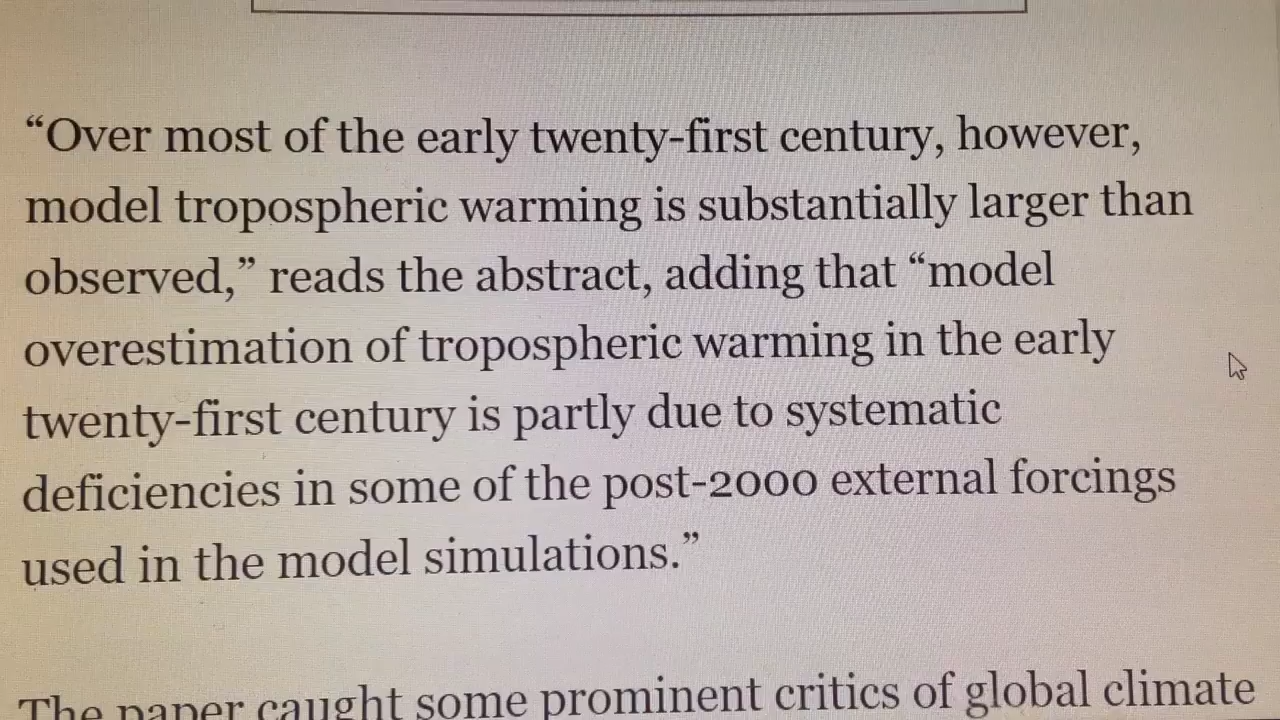 “Over most of the early twenty-first century, however,
model tropospheric warming is substantially larger than
observed,” reads the abstract, adding that “model
overestimation of tropospheric warming in the early
twenty-first century is partly due to systematic
deficiencies in some of the post-2000 external forcings
used in the model simulations.”
The paper caught some prominent critics of global climate